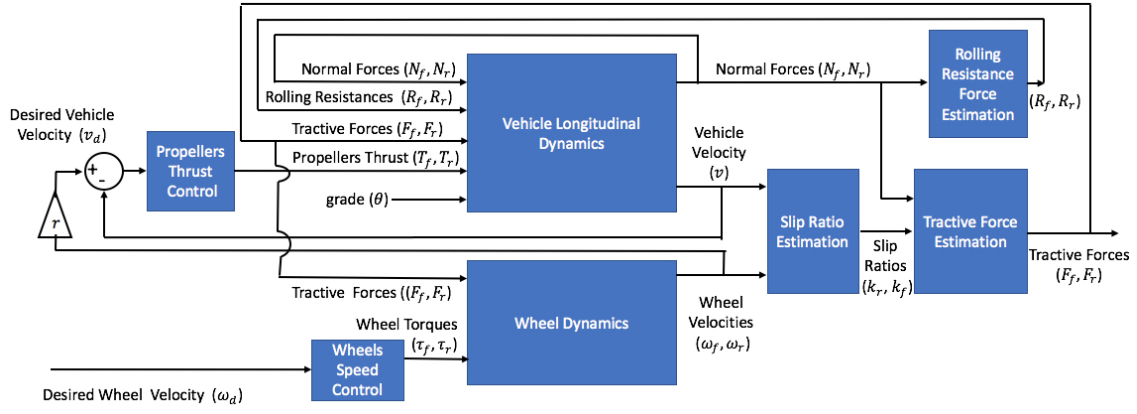 Normal Forces (N_f, N_r)
Rolling Resistances (R_f, R_r)
Tractive Forces (F_f, F_r)
Propellers Thrust (T_f, T_r)
grade (θ)
Vehicle Longitudinal
Dynamics
Normal Forces (N_f, N_r)
Rolling
Resistance
Force
Estimation
(R_f, R_r)
Desired Vehicle
Velocity (v_d)
+
-
r
Propellers
Thrust
Control
Vehicle
Velocity
(v)
Slip Ratio
Estimation
Slip
Ratios
(k_r, k_f)
Tractive Force
Estimation
Tractive Forces
(F_f, F_r)
Tractive Forces ((F_f, F_r)
Wheel Torques
(τ_f, τ_r)
Wheel Dynamics
Wheel
Velocities
(ω_f, ω_r)
Wheels
Speed
Control
Desired Wheel Velocity (ω_d)